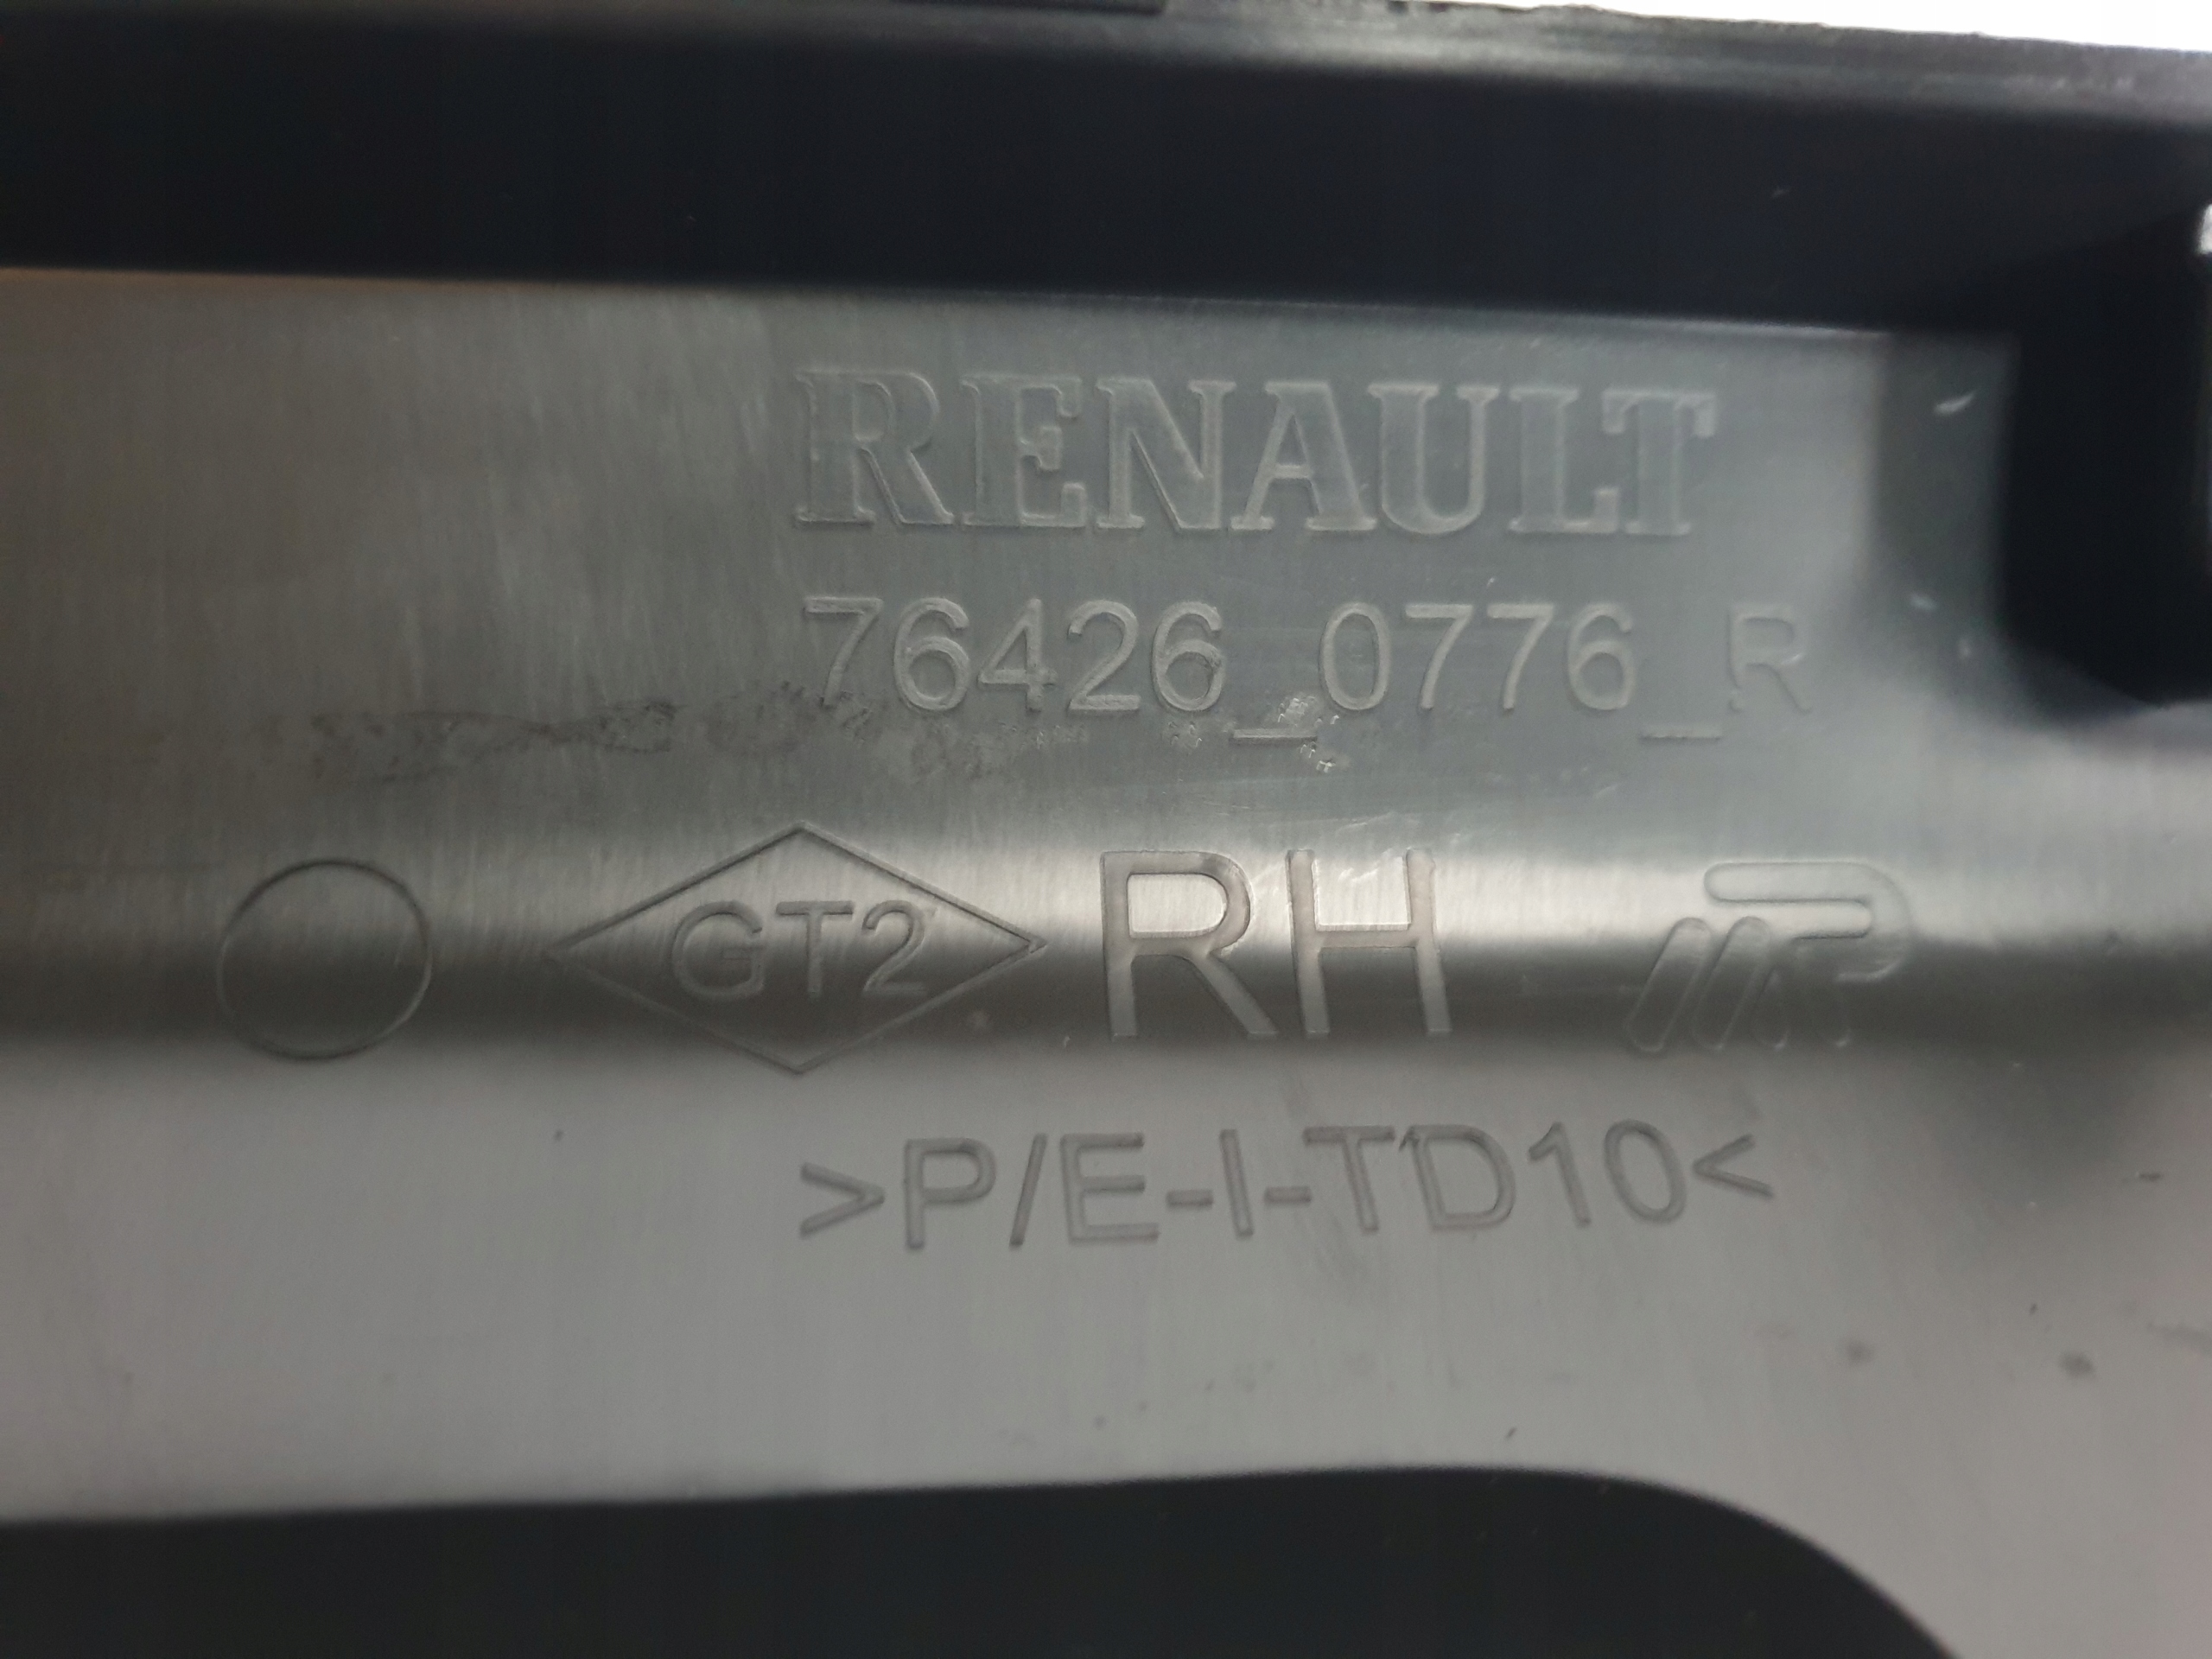 RENAULT
76426_0776_R
GT2 RH
>P/E-I-TD10<